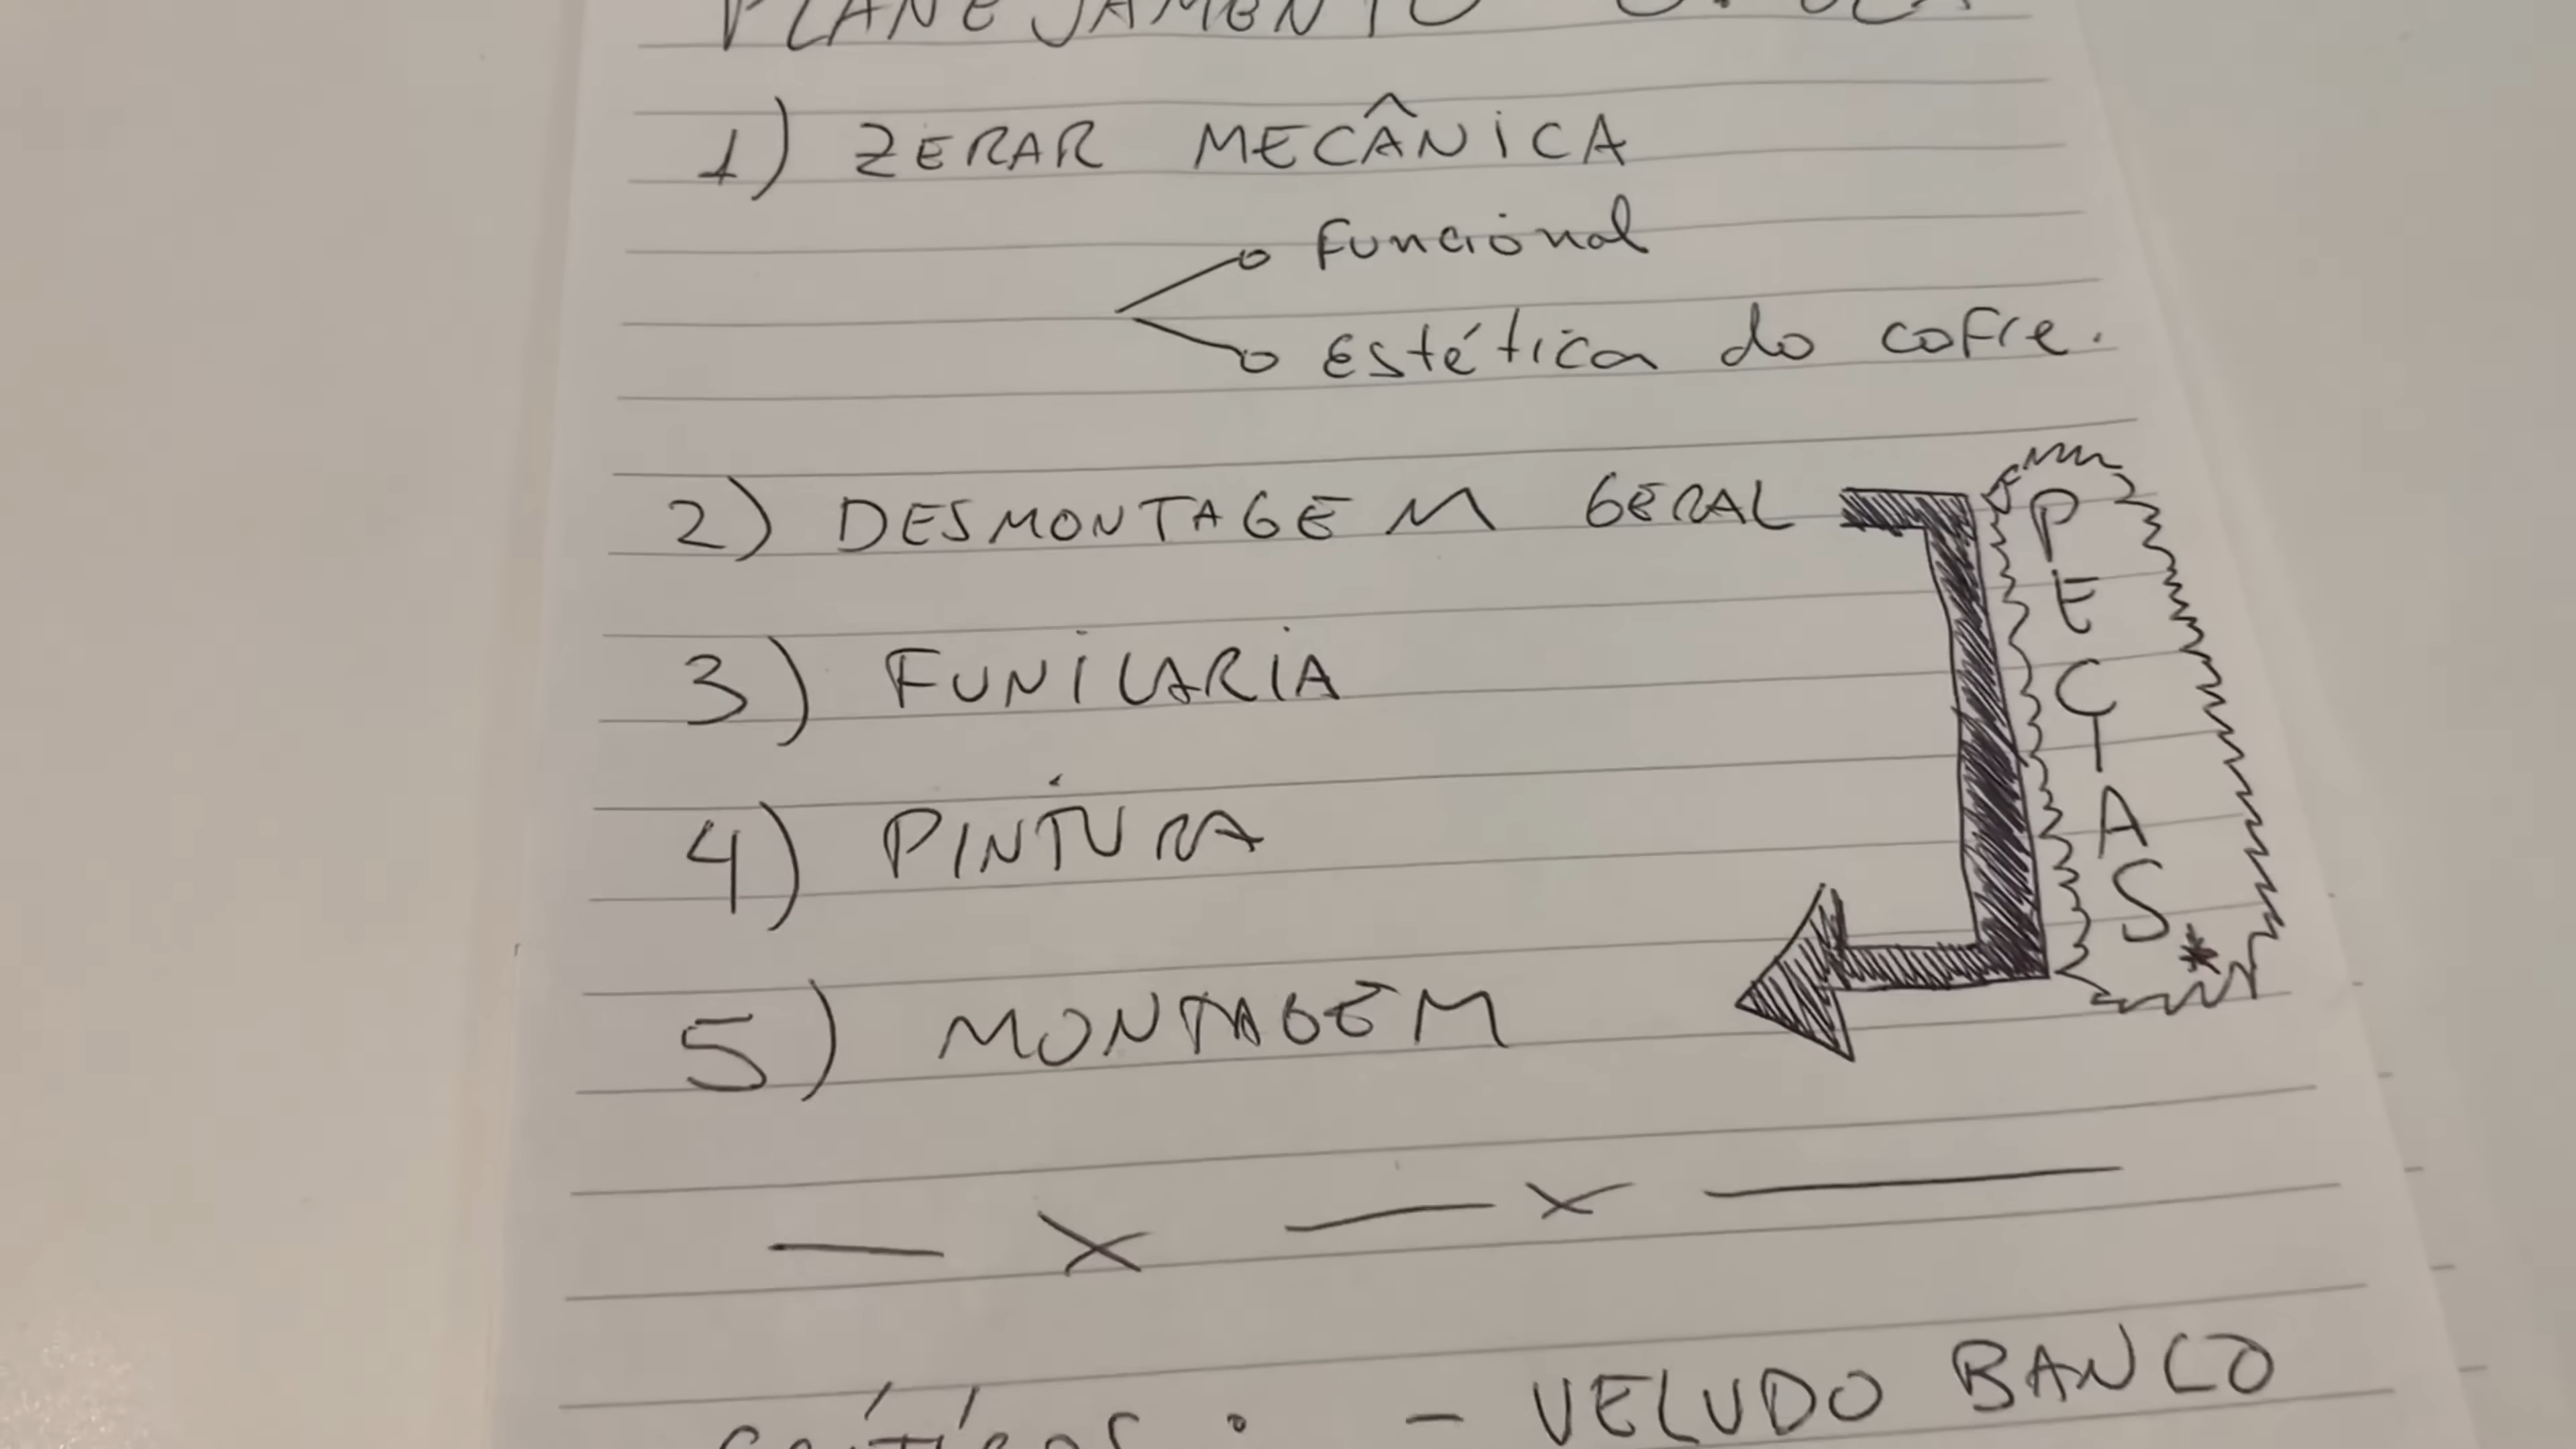 PLANEJAMENTO
1) ZERAR MECÂNICA
Funcional
Estética do cofre.
2) DESMONTAGEM GERAL
3) FUNILARIA
4) PINTURA
5) MONTAGEM
PEÇAS*
— X — X —
- VELUDO BANCO